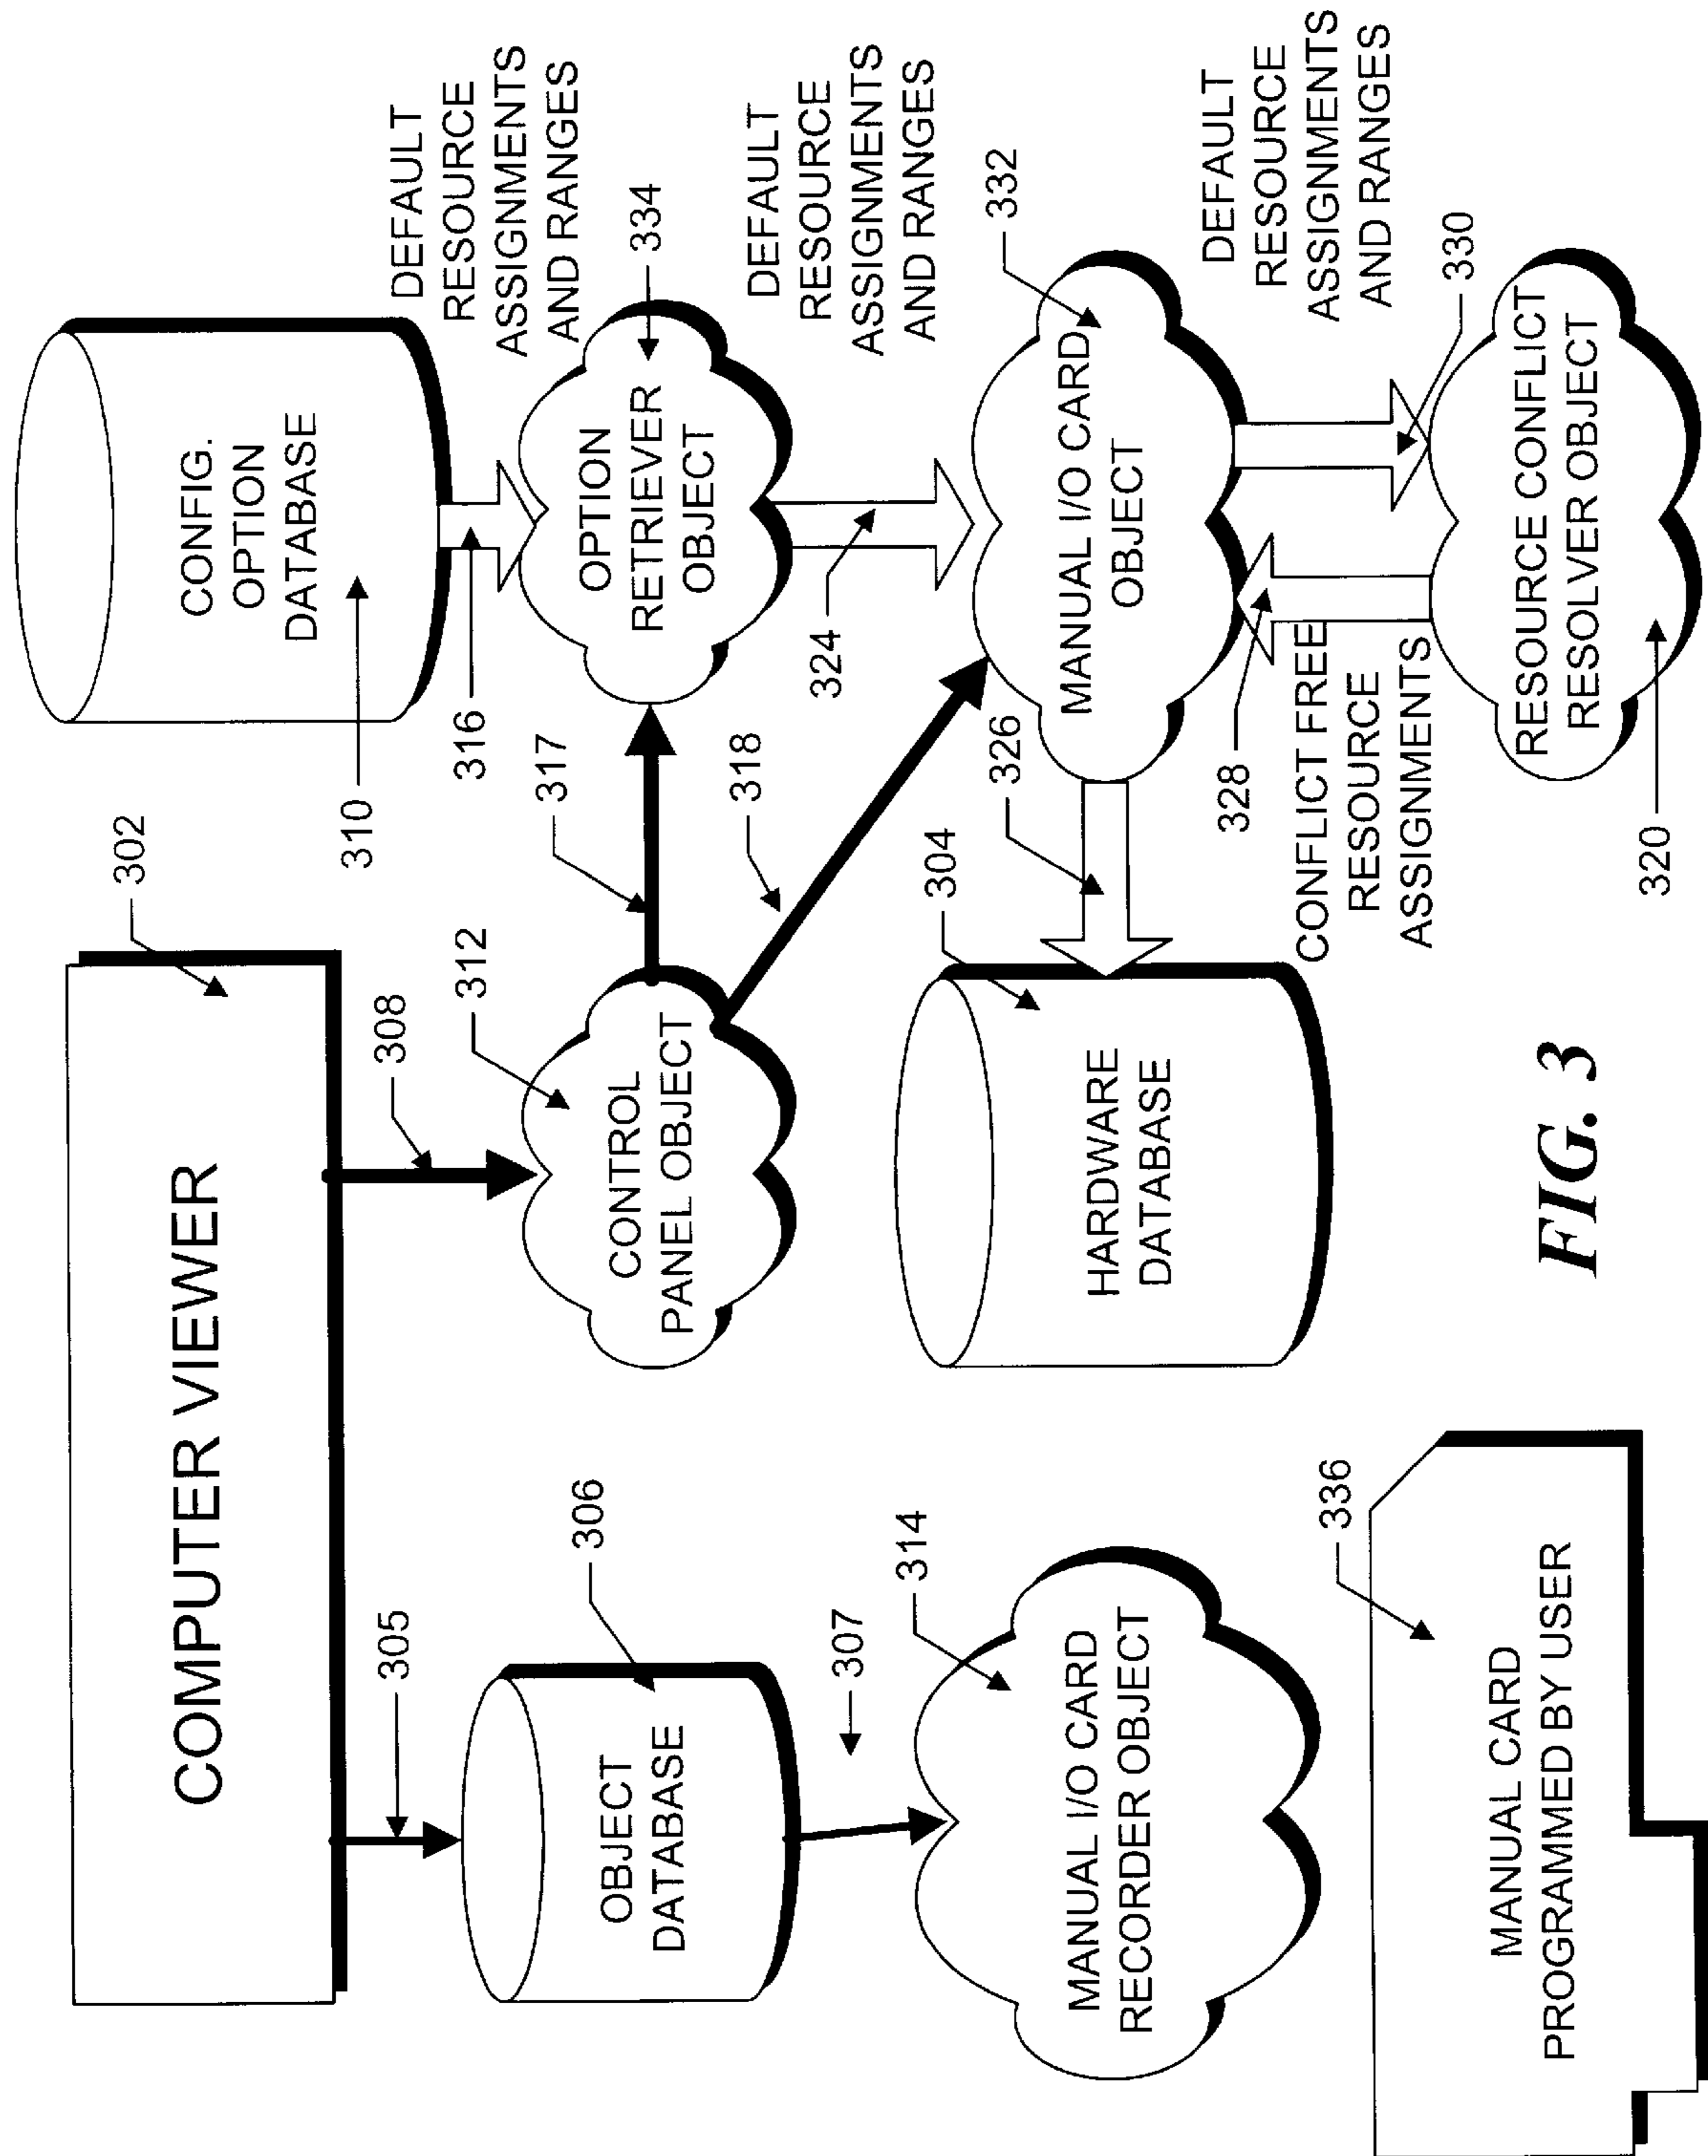 COMPUTER VIEWER
302
305
308
310
CONFIG.
OPTION
DATABASE
316
DEFAULT
RESOURCE
ASSIGNMENTS
AND RANGES
306
OBJECT
DATABASE
312
CONTROL
PANEL OBJECT
317
318
OPTION
RETRIEVER
OBJECT
334
307
324
DEFAULT
RESOURCE
ASSIGNMENTS
AND RANGES
314
MANUAL I/O CARD
RECORDER OBJECT
304
HARDWARE
DATABASE
326
MANUAL I/O CARD
OBJECT
332
328
CONFLICT FREE
RESOURCE
ASSIGNMENTS
DEFAULT
RESOURCE
ASSIGNMENTS
AND RANGES
330
336
MANUAL CARD
PROGRAMMED BY USER
RESOURCE CONFLICT
RESOLVER OBJECT
320
FIG. 3